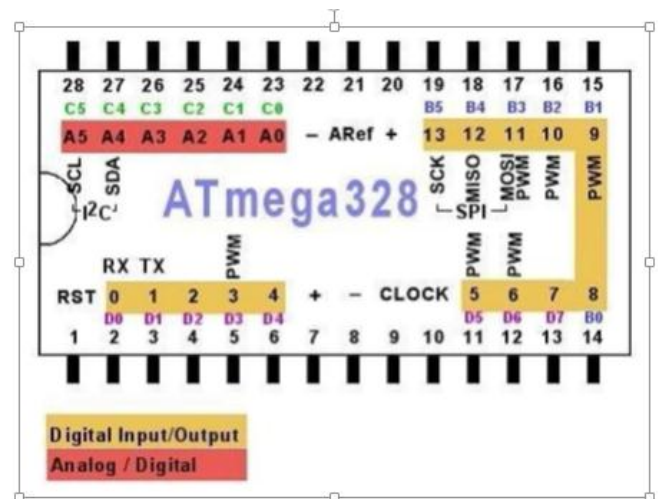 28 27 26 25 24 23 22 21 20 19 18 17 16 15
C5 C4 C3 C2 C1 C0 B5 B4 B3 B2 B1
A5 A4 A3 A2 A1 A0 – ARef + 13 12 11 10 9
SCL SDA SCK MISO MOSI PWM PWM PWM
I²C ATmega328 SPI
RX TX PWM PWM PWM
RST 0 1 2 3 4 + – CLOCK 5 6 7 8
D0 D1 D2 D3 D4 D5 D6 D7 B0
1 2 3 4 5 6 7 8 9 10 11 12 13 14
Digital Input/Output
Analog / Digital